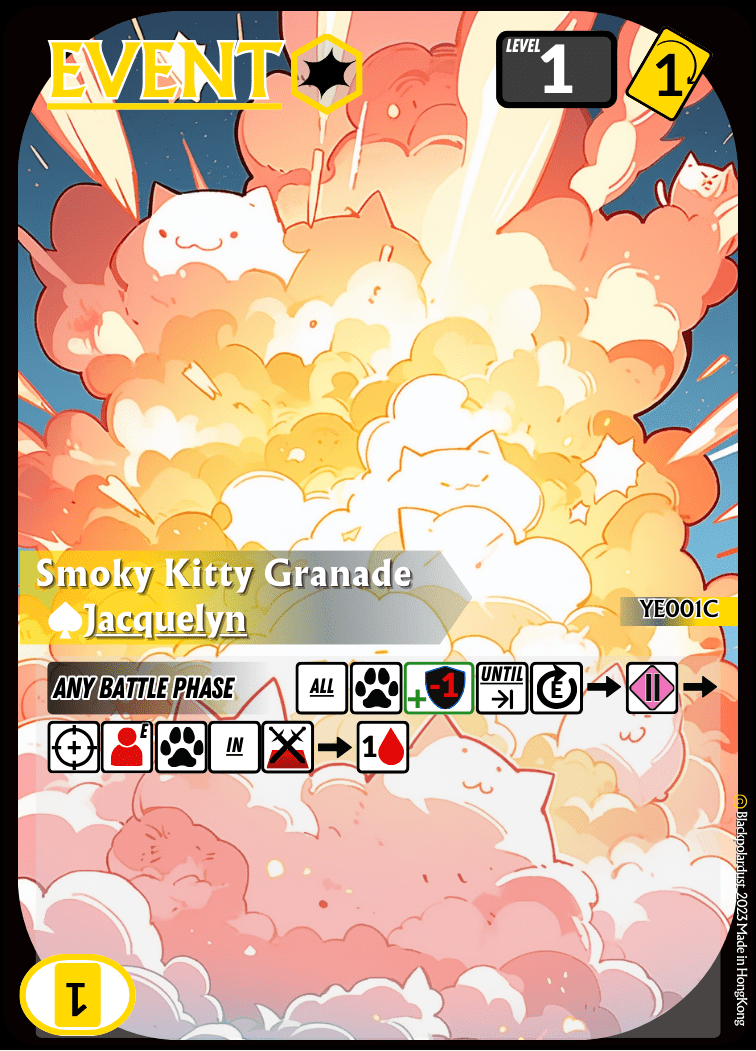 EVENT
LEVEL
1
1
Smoky Kitty Granade
Jacquelyn
YE001C
ANY BATTLE PHASE
ALL
+-1
UNTIL
E
E
IN
1
© Blackpolardust 2023 Made in HongKong
1